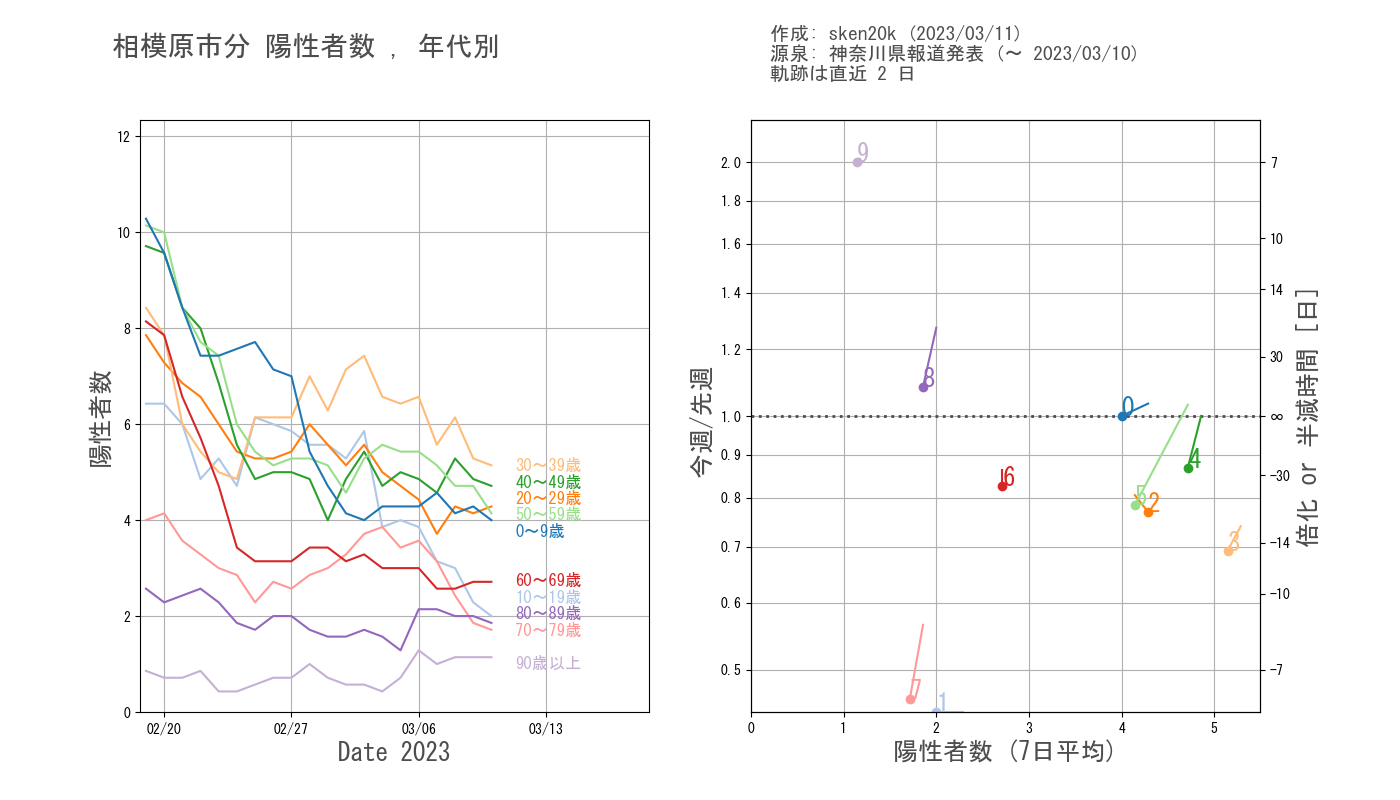 相模原市分 陽性者数 , 年代別
作成: sken20k (2023/03/11)
源泉: 神奈川県報道発表 (～ 2023/03/10)
軌跡は直近 2 日
陽性者数
12
10
8
6
4
2
0
30～39歳
40～49歳
20～29歳
50～59歳
0～9歳
60～69歳
10～19歳
80～89歳
70～79歳
90歳以上
02/20
02/27
03/06
03/13
Date 2023
今週/先週
2.0
1.8
1.6
1.4
1.2
1.0
0.9
0.8
0.7
0.6
0.5
9
8
0
4
6
5
2
3
7
1
0
1
2
3
4
5
陽性者数 (7日平均)
7
10
14
30
∞
−30
−14
−10
−7
倍化 or 半減時間 [日]